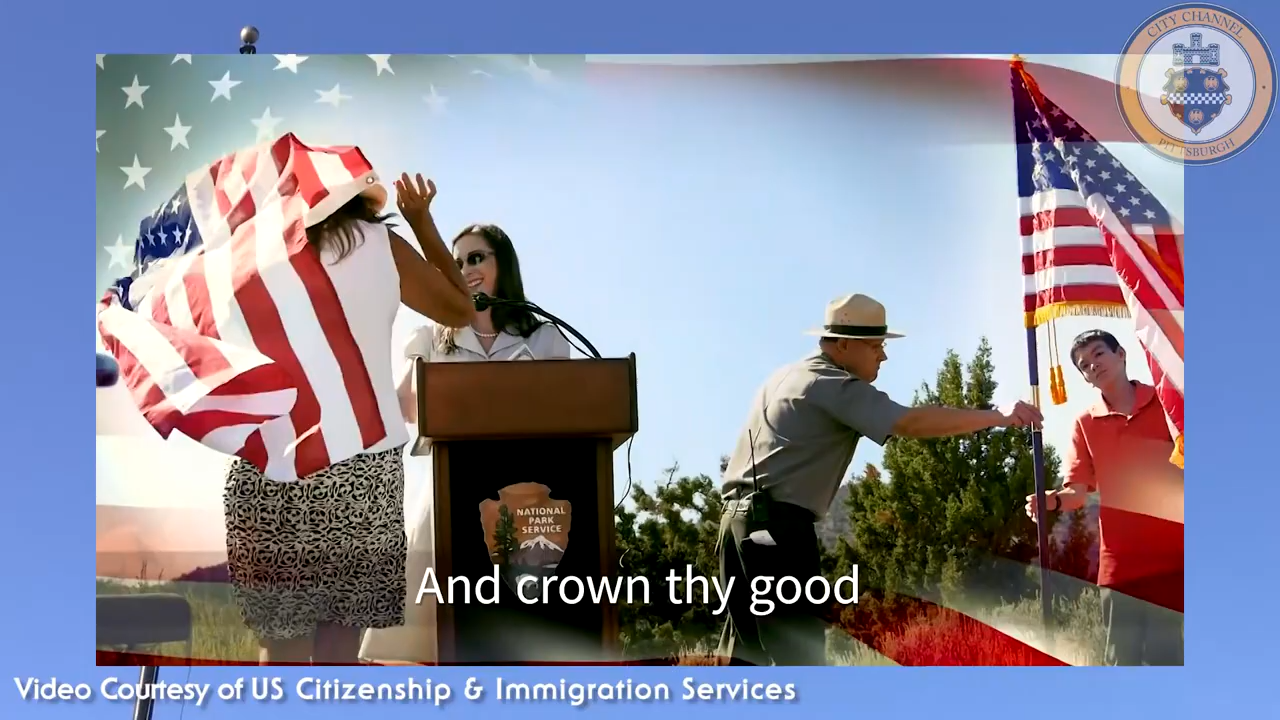 CITY CHANNEL
PITTSBURGH
NATIONAL
PARK
SERVICE
And crown thy good
Video Courtesy of US Citizenship & Immigration Services